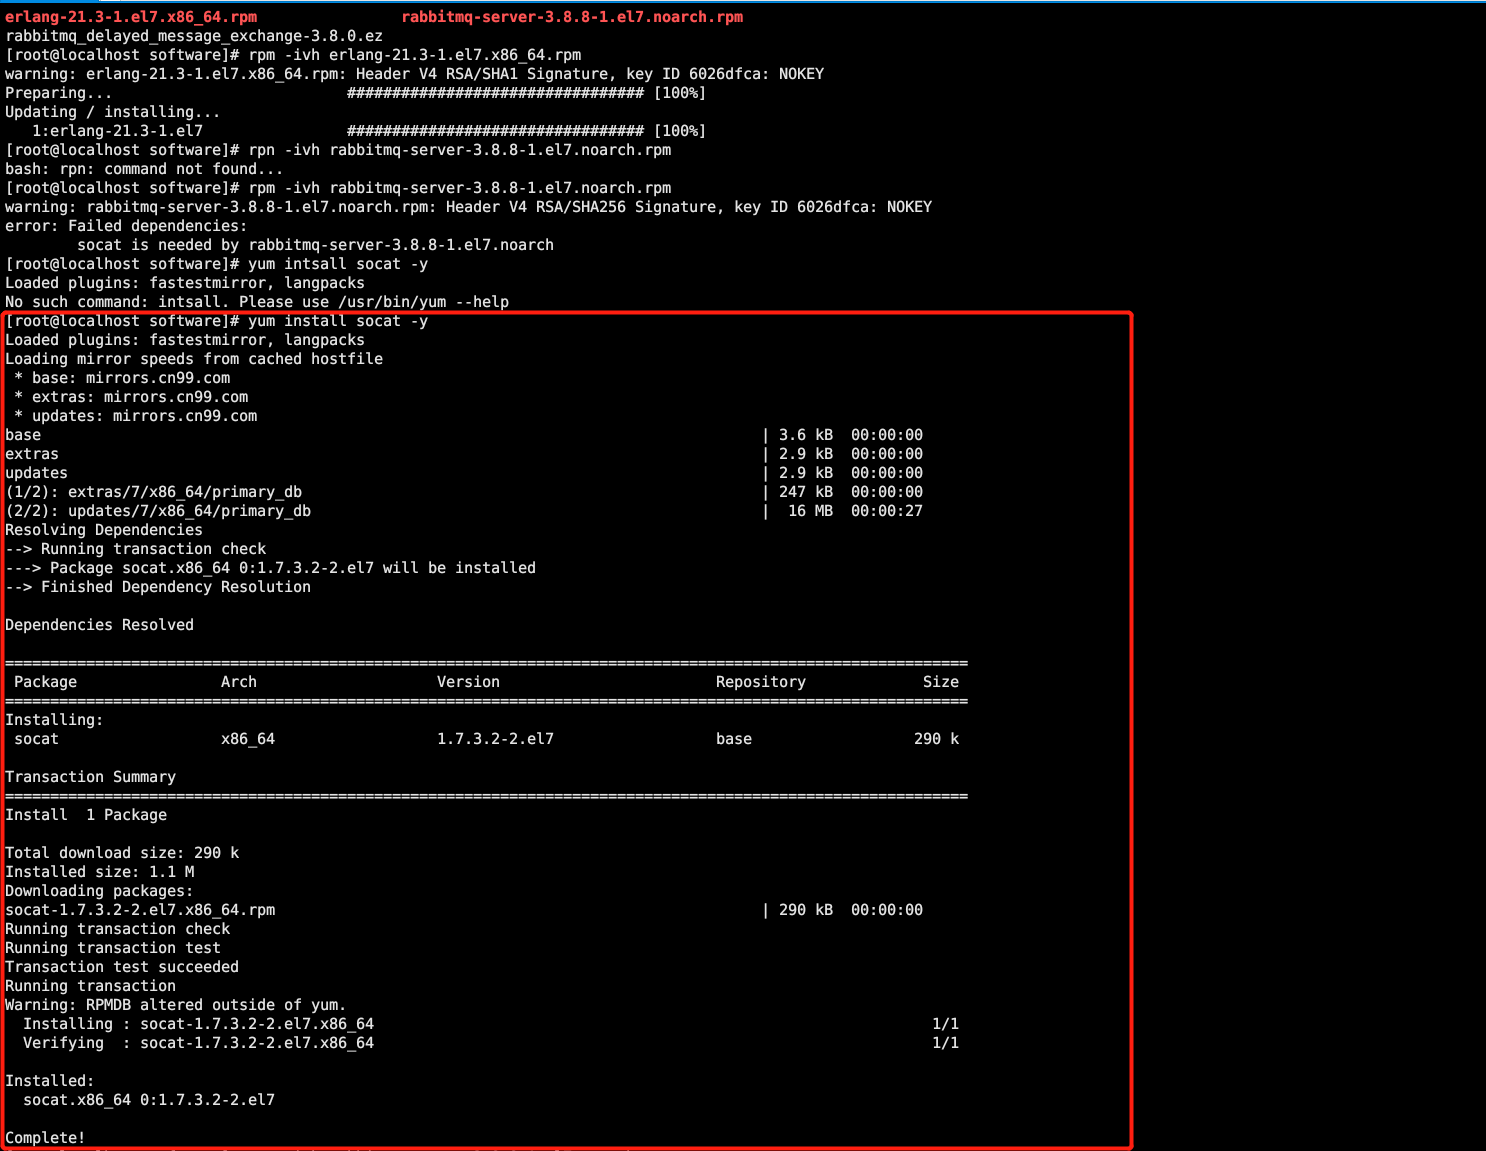 erlang-21.3-1.el7.x86_64.rpm                rabbitmq-server-3.8.8-1.el7.noarch.rpm
rabbitmq_delayed_message_exchange-3.8.0.ez
[root@localhost software]# rpm -ivh erlang-21.3-1.el7.x86_64.rpm
warning: erlang-21.3-1.el7.x86_64.rpm: Header V4 RSA/SHA1 Signature, key ID 6026dfca: NOKEY
Preparing...                          ################################# [100%]
Updating / installing...
   1:erlang-21.3-1.el7                ################################# [100%]
[root@localhost software]# rpn -ivh rabbitmq-server-3.8.8-1.el7.noarch.rpm
bash: rpn: command not found...
[root@localhost software]# rpm -ivh rabbitmq-server-3.8.8-1.el7.noarch.rpm
warning: rabbitmq-server-3.8.8-1.el7.noarch.rpm: Header V4 RSA/SHA256 Signature, key ID 6026dfca: NOKEY
error: Failed dependencies:
        socat is needed by rabbitmq-server-3.8.8-1.el7.noarch
[root@localhost software]# yum intsall socat -y
Loaded plugins: fastestmirror, langpacks
No such command: intsall. Please use /usr/bin/yum --help
[root@localhost software]# yum install socat -y
Loaded plugins: fastestmirror, langpacks
Loading mirror speeds from cached hostfile
 * base: mirrors.cn99.com
 * extras: mirrors.cn99.com
 * updates: mirrors.cn99.com
base                                                                                | 3.6 kB  00:00:00
extras                                                                              | 2.9 kB  00:00:00
updates                                                                             | 2.9 kB  00:00:00
(1/2): extras/7/x86_64/primary_db                                                   | 247 kB  00:00:00
(2/2): updates/7/x86_64/primary_db                                                  |  16 MB  00:00:27
Resolving Dependencies
--> Running transaction check
---> Package socat.x86_64 0:1.7.3.2-2.el7 will be installed
--> Finished Dependency Resolution
Dependencies Resolved
===========================================================================================================
 Package                Arch                    Version                        Repository             Size
===========================================================================================================
Installing:
 socat                  x86_64                  1.7.3.2-2.el7                  base                  290 k
Transaction Summary
===========================================================================================================
Install  1 Package
Total download size: 290 k
Installed size: 1.1 M
Downloading packages:
socat-1.7.3.2-2.el7.x86_64.rpm                                                      | 290 kB  00:00:00
Running transaction check
Running transaction test
Transaction test succeeded
Running transaction
Warning: RPMDB altered outside of yum.
  Installing : socat-1.7.3.2-2.el7.x86_64                                                              1/1
  Verifying  : socat-1.7.3.2-2.el7.x86_64                                                              1/1
Installed:
  socat.x86_64 0:1.7.3.2-2.el7
Complete!